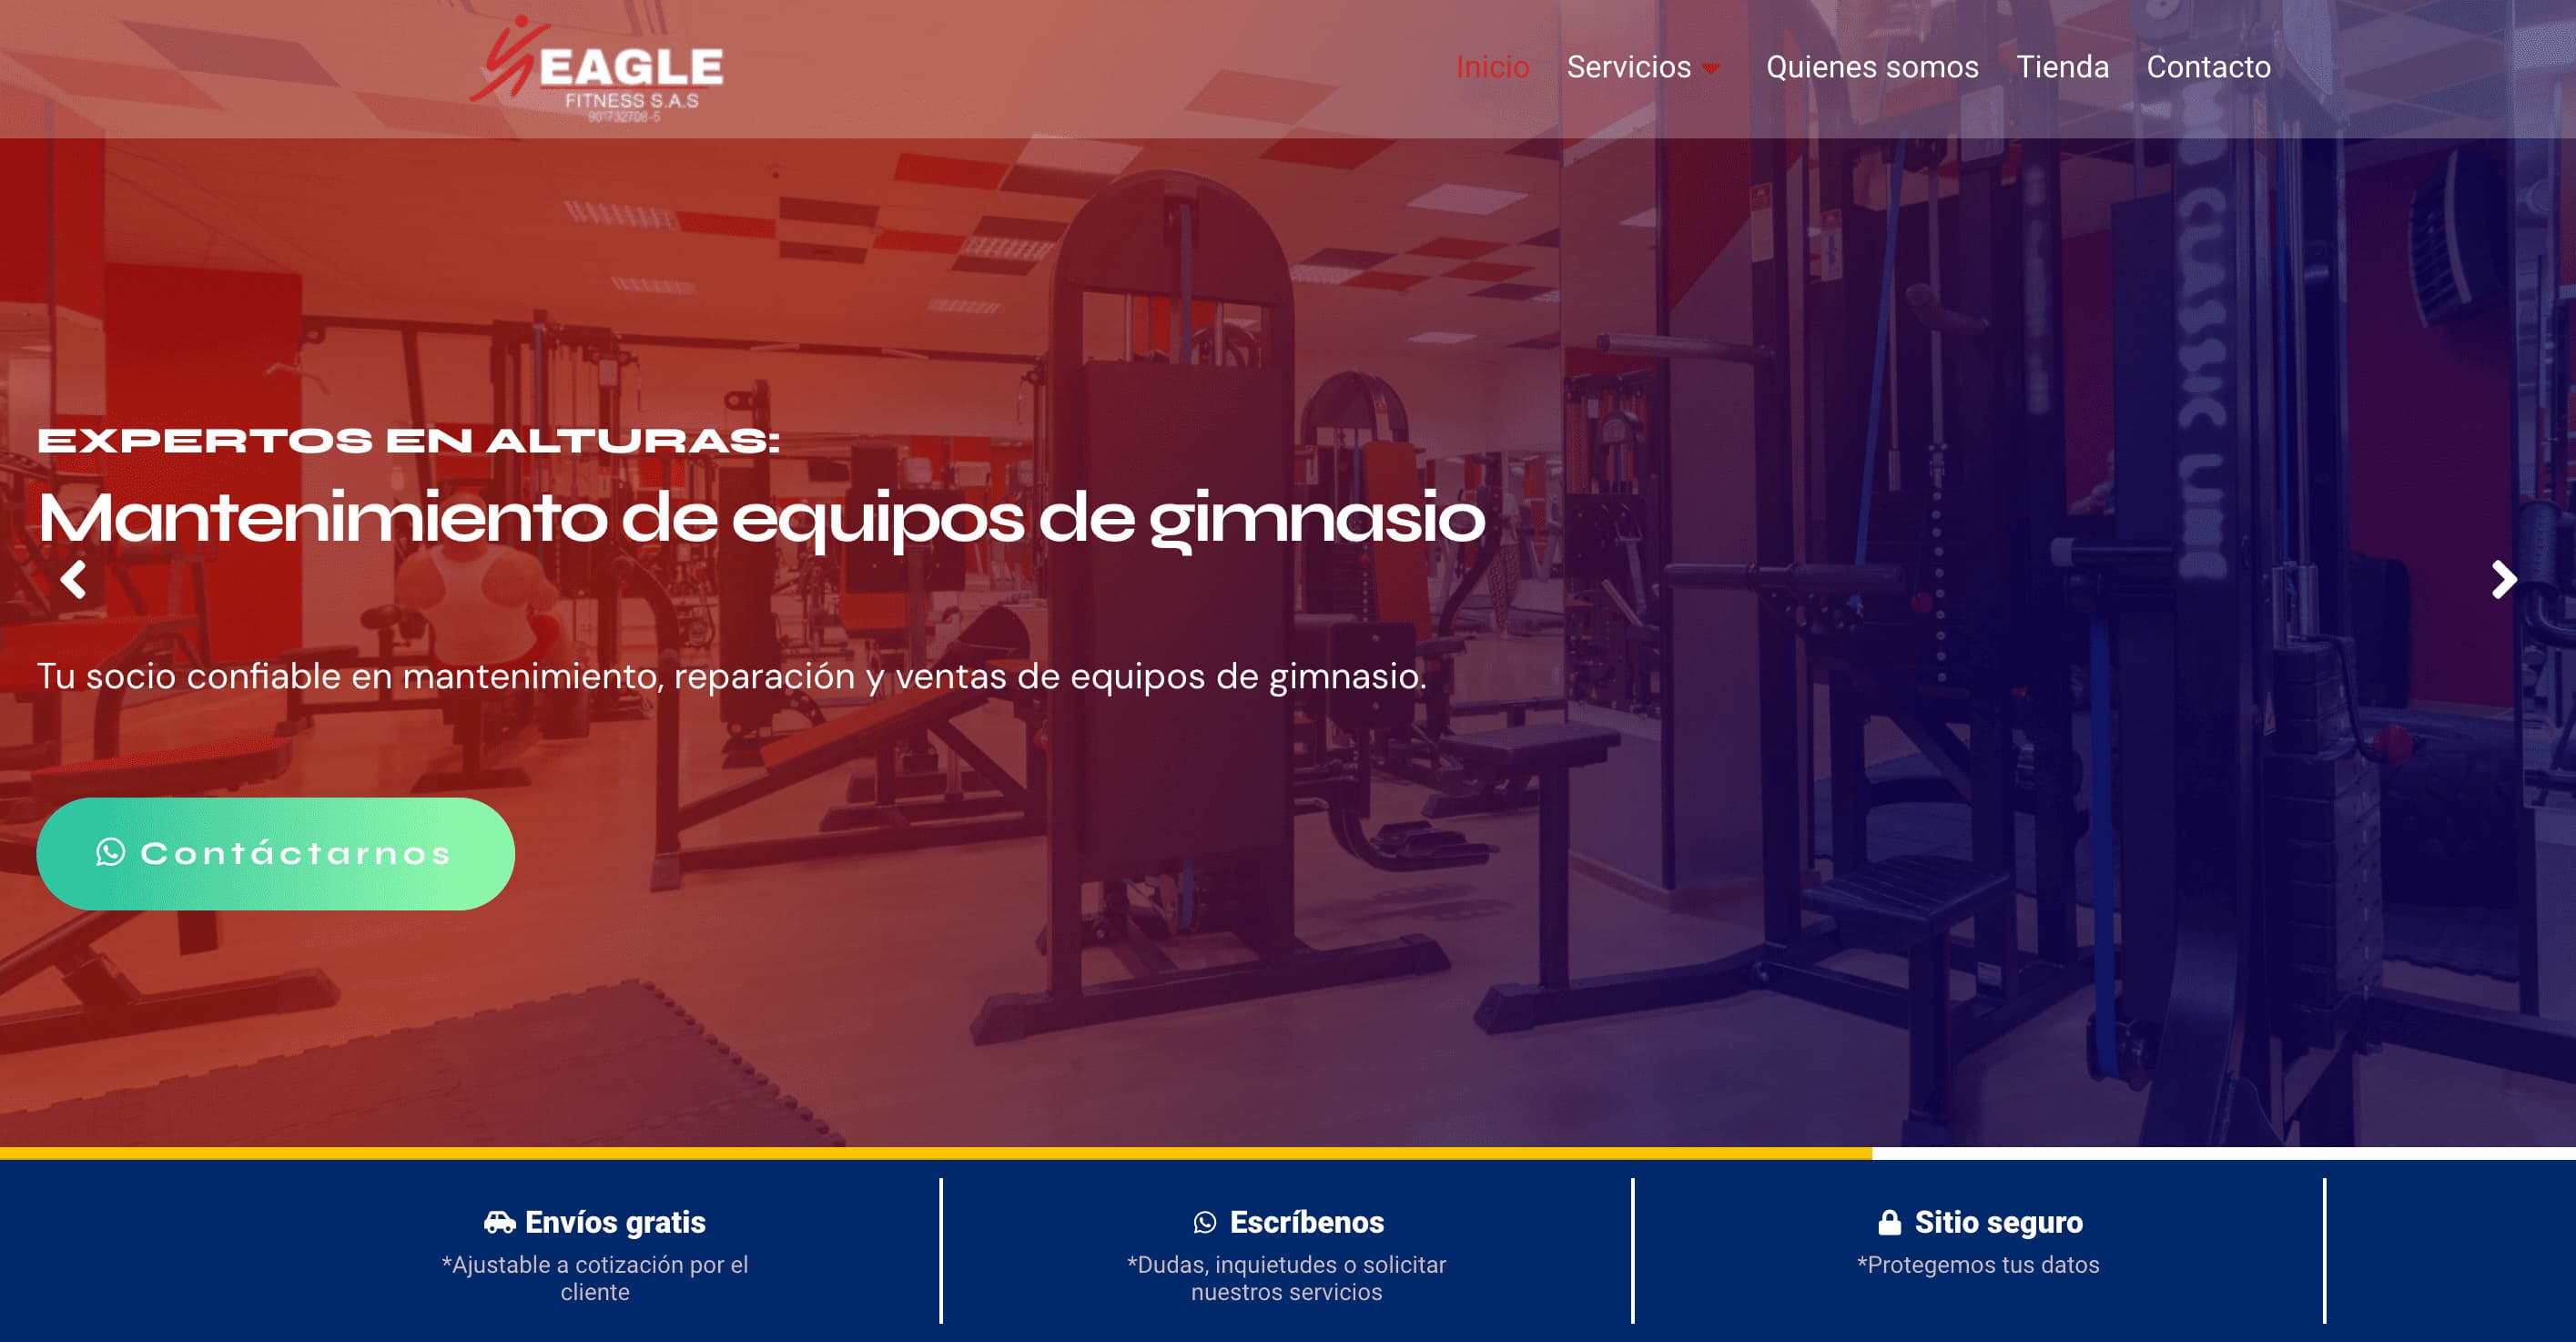 EAGLE
FITNESS S.A.S
Inicio
Servicios
Quienes somos
Tienda
Contacto
EXPERTOS EN ALTURAS:
Mantenimiento de equipos de gimnasio
Tu socio confiable en mantenimiento, reparación y ventas de equipos de gimnasio.
Contáctarnos
Envíos gratis
*Ajustable a cotización por el
cliente
Escríbenos
*Dudas, inquietudes o solicitar
nuestros servicios
Sitio seguro
*Protegemos tus datos